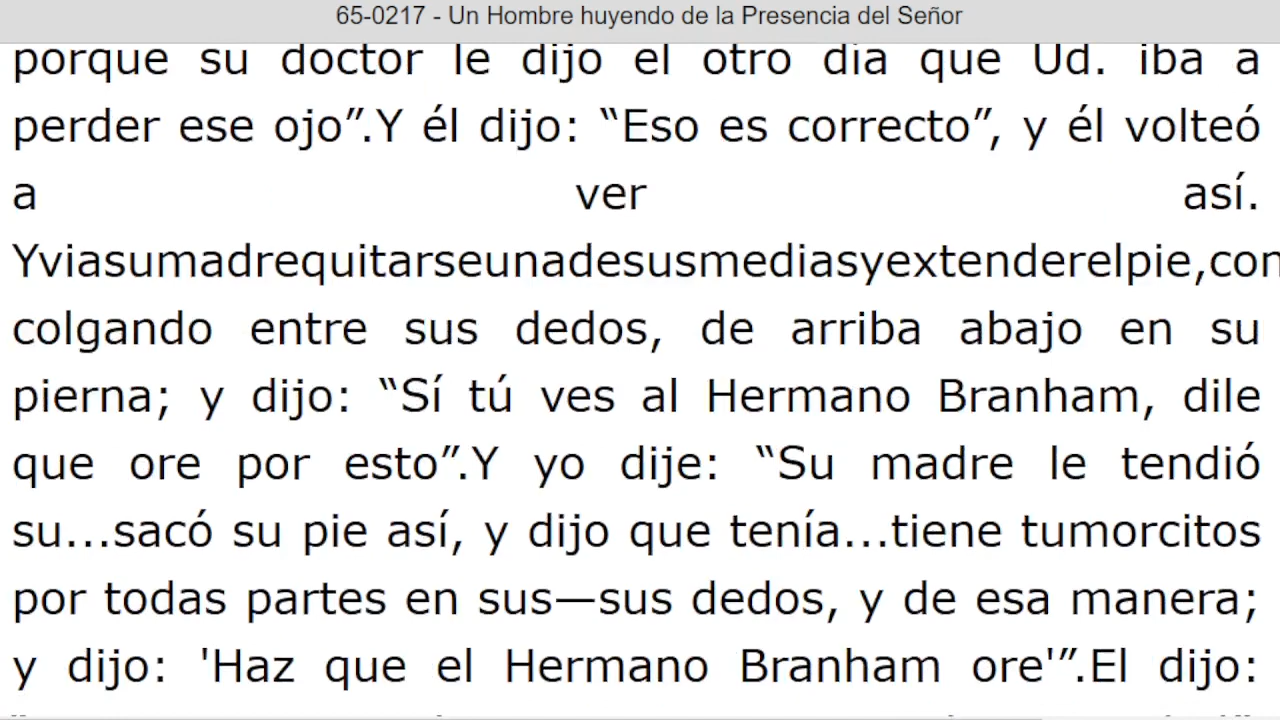 65-0217 - Un Hombre huyendo de la Presencia del Señor
porque su doctor le dijo el otro día que Ud. iba a
perder ese ojo”.Y él dijo: “Eso es correcto”, y él volteó
a ver así.
Yviasumadrequitarseunadesusmediasyextenderelpie,con
colgando entre sus dedos, de arriba abajo en su
pierna; y dijo: “Sí tú ves al Hermano Branham, dile
que ore por esto”.Y yo dije: “Su madre le tendió
su...sacó su pie así, y dijo que tenía...tiene tumorcitos
por todas partes en sus—sus dedos, y de esa manera;
y dijo: 'Haz que el Hermano Branham ore'”.El dijo: